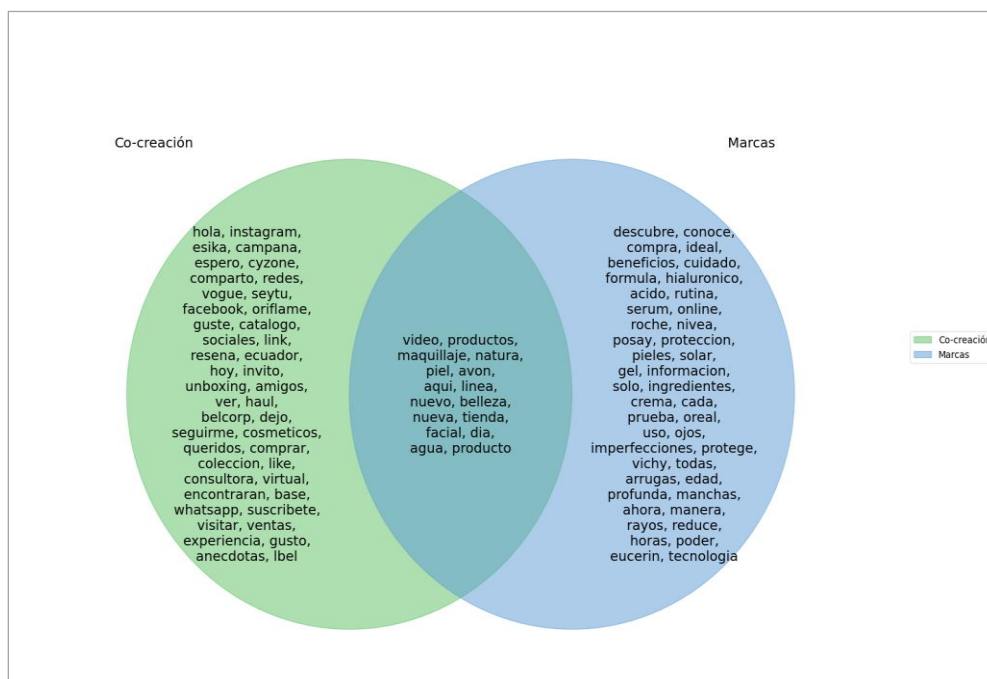 Co-creación
Marcas
hola, instagram,
esika, campana,
espero, cyzone,
comparto, redes,
vogue, seytu,
facebook, oriflame,
guste, catalogo,
sociales, link,
resena, ecuador,
hoy, invito,
unboxing, amigos,
ver, haul,
belcorp, dejo,
seguirme, cosmeticos,
queridos, comprar,
coleccion, like,
consultora, virtual,
encontraran, base,
whatsapp, suscribete,
visitar, ventas,
experiencia, gusto,
anecdotas, lbel
video, productos,
maquillaje, natura,
piel, avon,
aqui, linea,
nuevo, belleza,
nueva, tienda,
facial, dia,
agua, producto
descubre, conoce,
compra, ideal,
beneficios, cuidado,
formula, hialuronico,
acido, rutina,
serum, online,
roche, nivea,
posay, proteccion,
pieles, solar,
gel, informacion,
solo, ingredientes,
crema, cada,
prueba, oreal,
uso, ojos,
imperfecciones, protege,
vichy, todas,
arrugas, edad,
profunda, manchas,
ahora, manera,
rayos, reduce,
horas, poder,
eucerin, tecnologia
Co-creación
Marcas